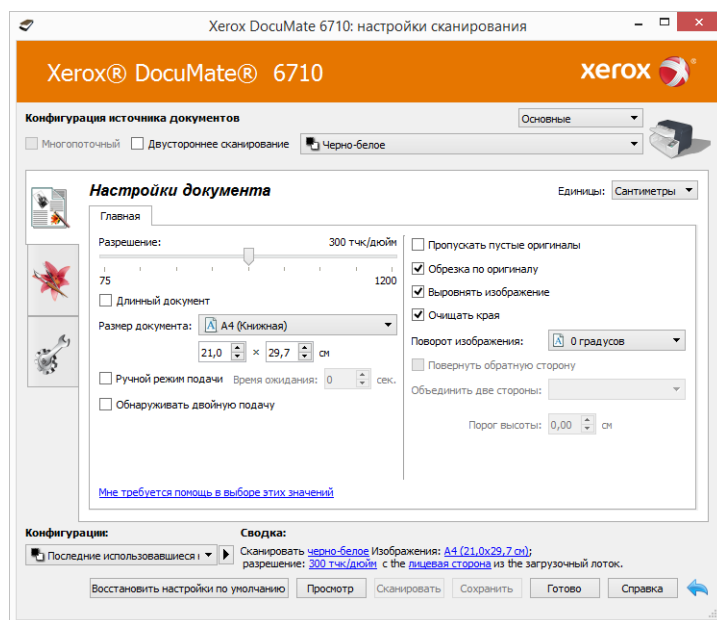 Xerox DocuMate 6710: настройки сканирования
Xerox® DocuMate® 6710
xerox
Конфигурация источника документов
Основные
Многопоточный
Двустороннее сканирование
Черно-белое
Настройки документа
Единицы: Сантиметры
Главная
Разрешение: 300 тчк/дюйм
75 1200
Длинный документ
Размер документа: A4 (Книжная)
21,0 × 29,7 см
Ручной режим подачи Время ожидания: 0 сек.
Обнаруживать двойную подачу
Мне требуется помощь в выборе этих значений
Пропускать пустые оригиналы
Обрезка по оригиналу
Выровнять изображение
Очищать края
Поворот изображения: 0 градусов
Повернуть обратную сторону
Объединить две стороны:
Порог высоты: 0,00 см
Конфигурации:
Последние использовавшиеся
Сводка:
Сканировать черно-белое Изображения: A4 (21,0x29,7 см);
разрешение: 300 тчк/дюйм с the лицевая сторона из the загрузочный лоток.
Восстановить настройки по умолчанию
Просмотр
Сканировать
Сохранить
Готово
Справка